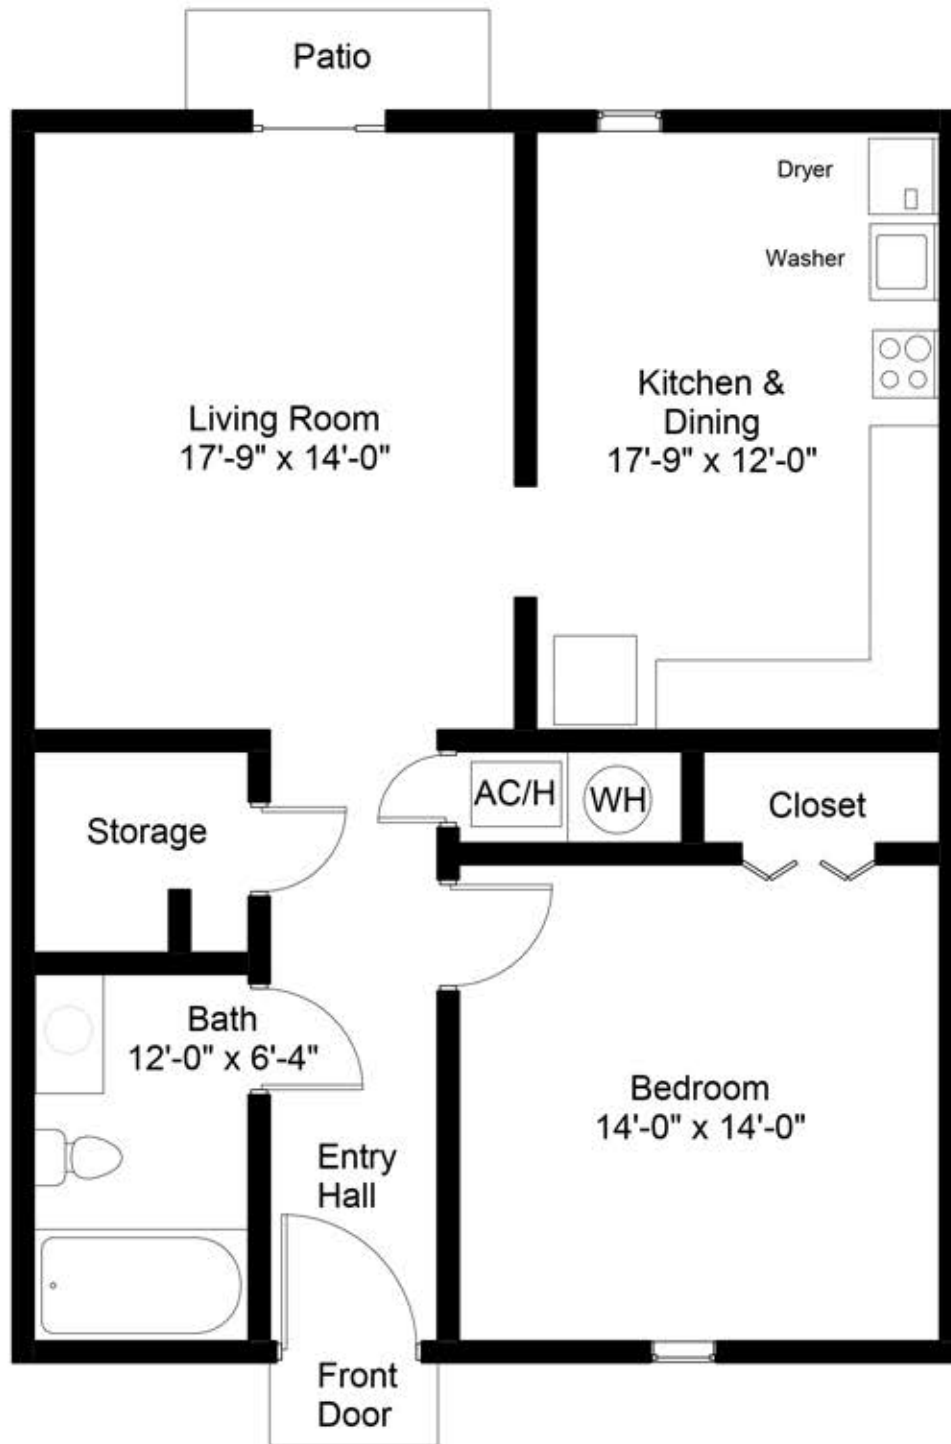 Patio
Dryer
Washer
Kitchen &
Dining
17'-9" x 12'-0"
Living Room
17'-9" x 14'-0"
AC/H
WH
Closet
Storage
Bath
12'-0" x 6'-4"
Bedroom
14'-0" x 14'-0"
Entry
Hall
Front
Door